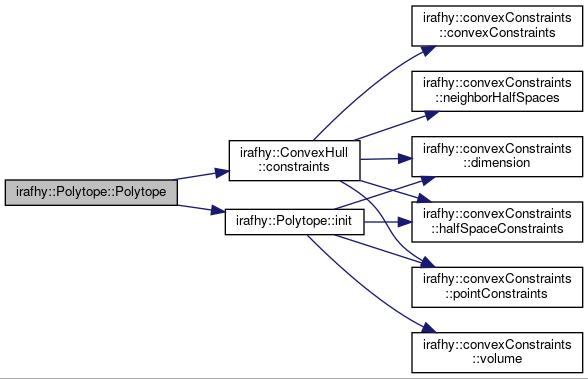 irafhy::Polytope::Polytope
irafhy::ConvexHull
::constraints
irafhy::Polytope::init
irafhy::convexConstraints
::convexConstraints
irafhy::convexConstraints
::neighborHalfSpaces
irafhy::convexConstraints
::dimension
irafhy::convexConstraints
::halfSpaceConstraints
irafhy::convexConstraints
::pointConstraints
irafhy::convexConstraints
::volume